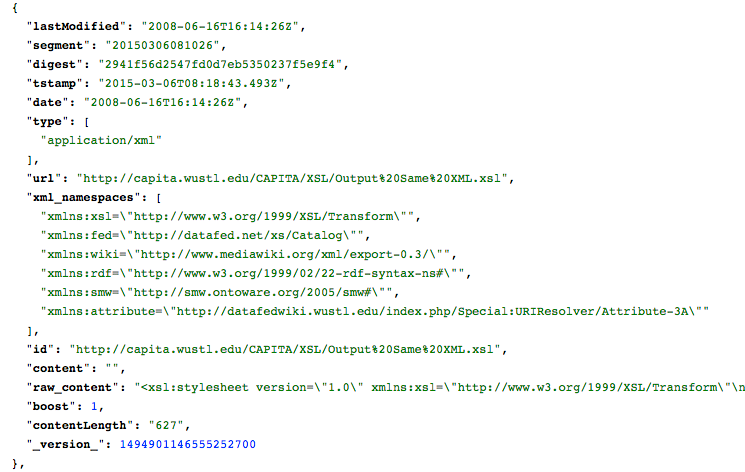 {
"lastModified": "2008-06-16T16:14:26Z",
"segment": "20150306081026",
"digest": "2941f56d2547fd0d7eb5350237f5e9f4",
"tstamp": "2015-03-06T08:18:43.493Z",
"date": "2008-06-16T16:14:26Z",
"type": [
"application/xml"
],
"url": "http://capita.wustl.edu/CAPITA/XSL/Output%20Same%20XML.xsl",
"xml_namespaces": [
"xmlns:xsl=\"http://www.w3.org/1999/XSL/Transform\"",
"xmlns:fed=\"http://datafed.net/xs/Catalog\"",
"xmlns:wiki=\"http://www.mediawiki.org/xml/export-0.3/\"",
"xmlns:rdf=\"http://www.w3.org/1999/02/22-rdf-syntax-ns#\"",
"xmlns:smw=\"http://smw.ontoware.org/2005/smw#\"",
"xmlns:attribute=\"http://datafedwiki.wustl.edu/index.php/Special:URIResolver/Attribute-3A\""
],
"id": "http://capita.wustl.edu/CAPITA/XSL/Output%20Same%20XML.xsl",
"content": "",
"raw_content": "<xsl:stylesheet version=\"1.0\" xmlns:xsl=\"http://www.w3.org/1999/XSL/Transform\"\n
"boost": 1,
"contentLength": "627",
"_version_": 1494901146555252700
},